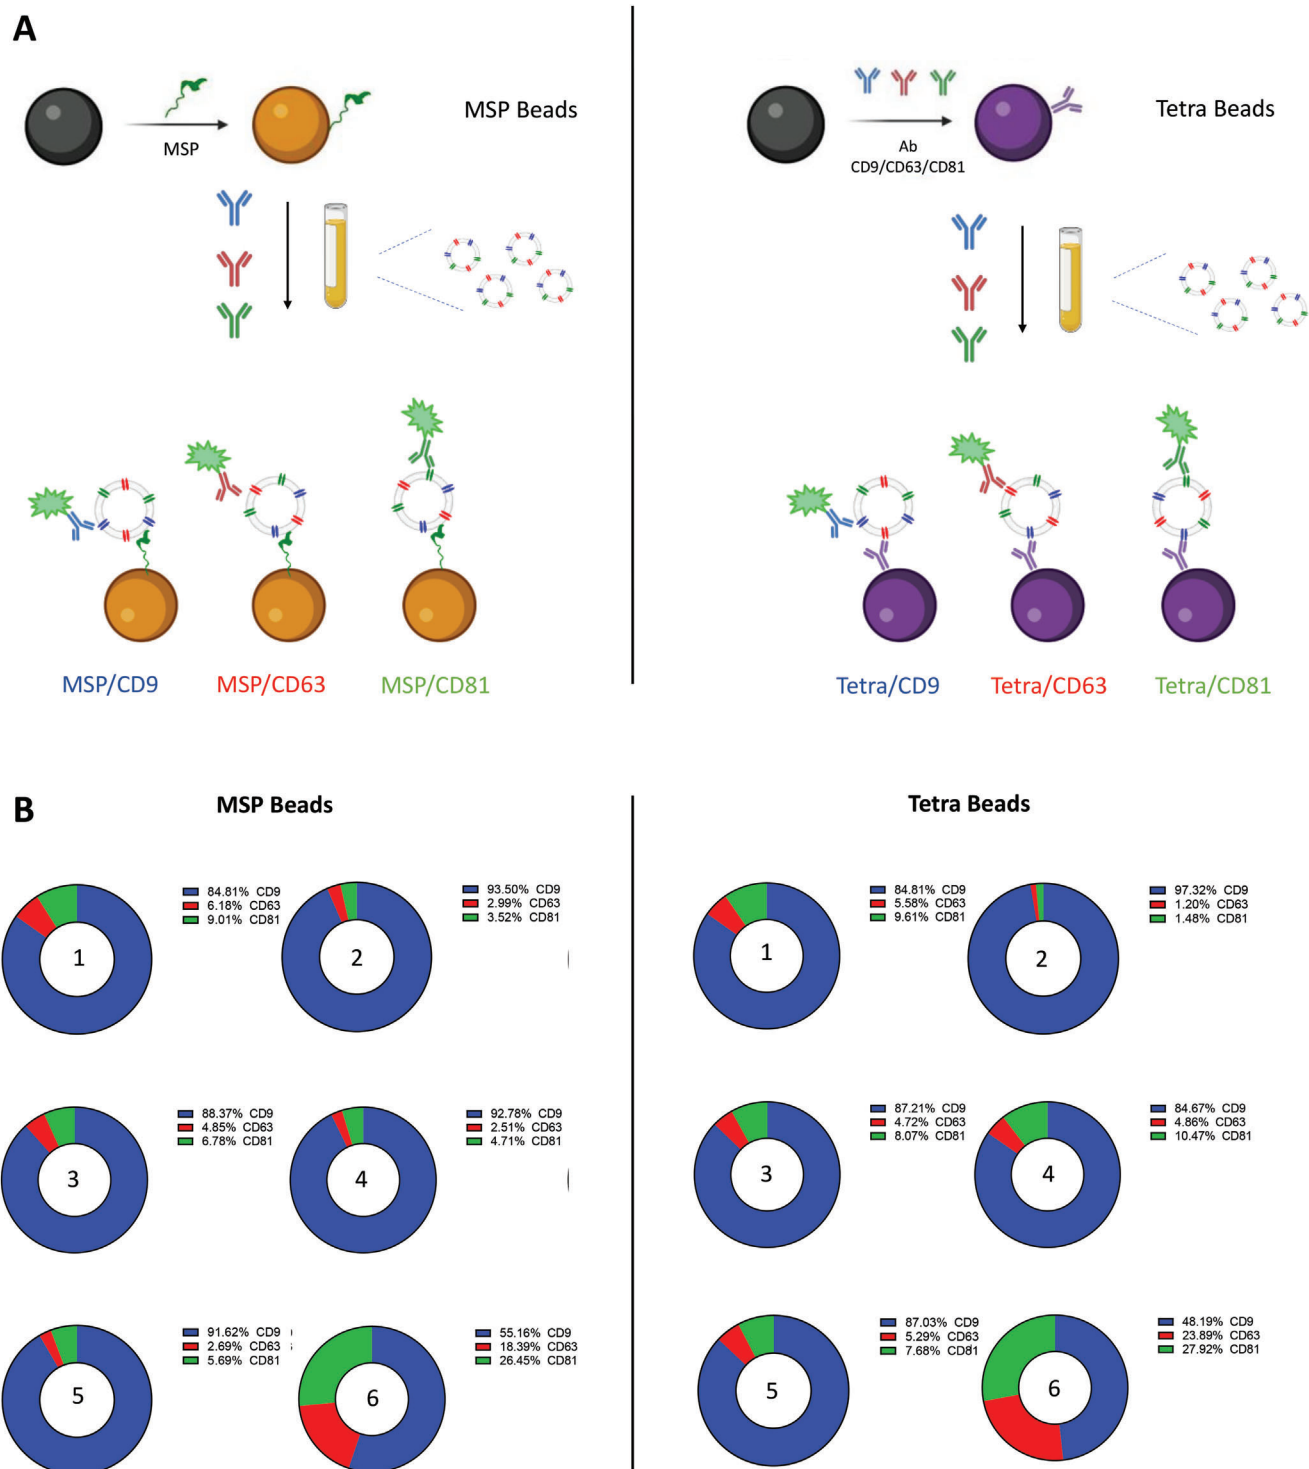 A
MSP
MSP Beads
Ab
CD9/CD63/CD81
Tetra Beads
MSP/CD9
MSP/CD63
MSP/CD81
Tetra/CD9
Tetra/CD63
Tetra/CD81
B
MSP Beads
Tetra Beads
1
84.81% CD9
6.18% CD63
9.01% CD81
2
93.50% CD9
2.99% CD63
3.52% CD81
1
84.81% CD9
5.58% CD63
9.61% CD81
2
97.32% CD9
1.20% CD63
1.48% CD81
3
88.37% CD9
4.85% CD63
6.78% CD81
4
92.78% CD9
2.51% CD63
4.71% CD81
3
87.21% CD9
4.72% CD63
8.07% CD81
4
84.67% CD9
4.86% CD63
10.47% CD81
5
91.62% CD9
2.69% CD63
5.69% CD81
6
55.16% CD9
18.39% CD63
26.45% CD81
5
87.03% CD9
5.29% CD63
7.68% CD81
6
48.19% CD9
23.89% CD63
27.92% CD81